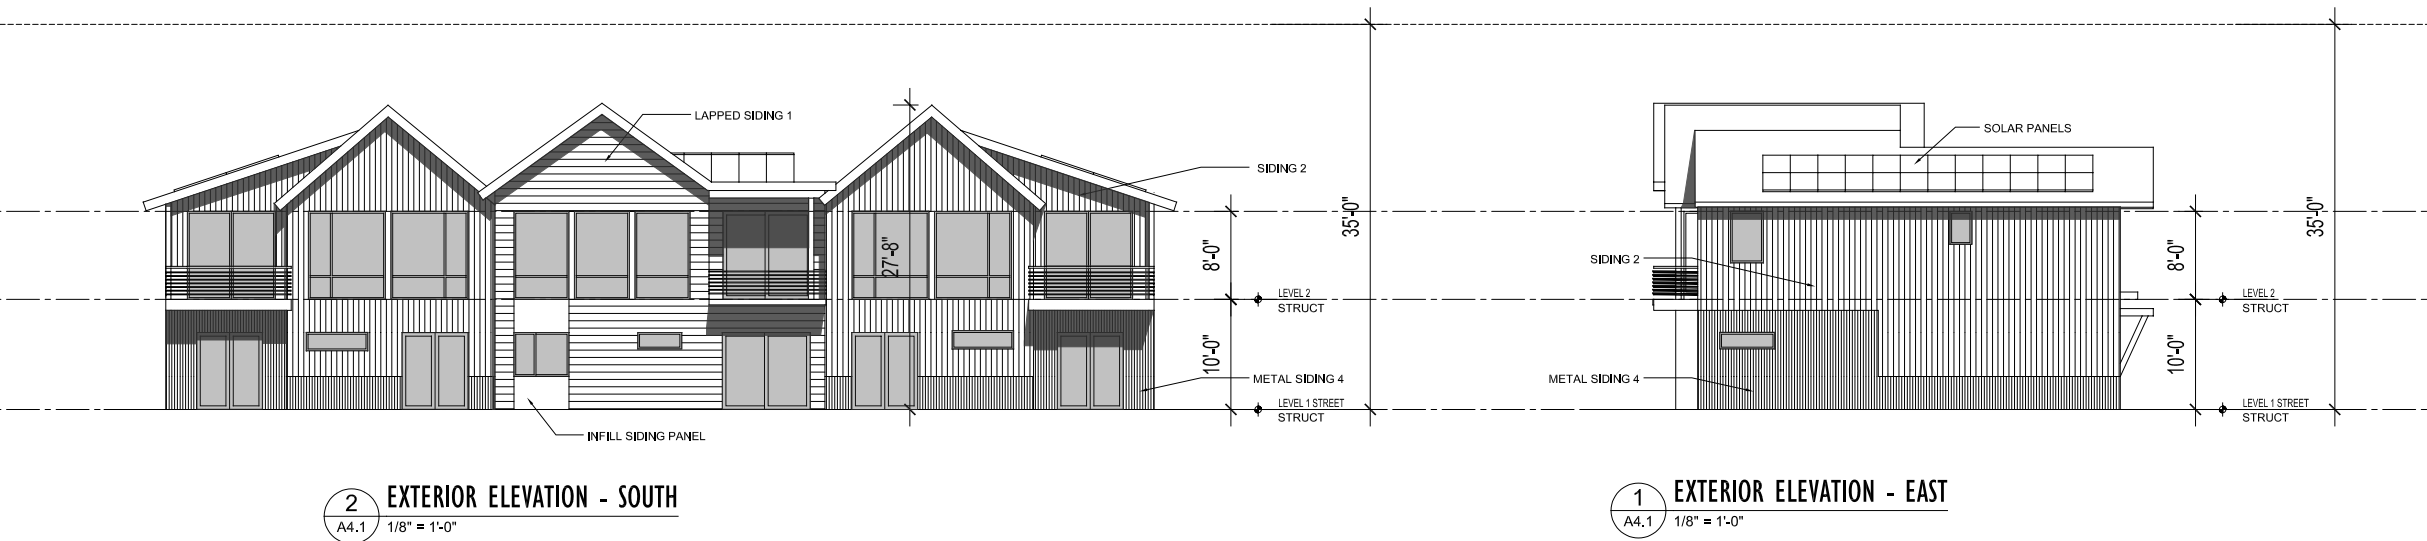 LAPPED SIDING 1
SIDING 2
27'-8"
8'-0"
35'-0"
LEVEL 2
STRUCT
10'-0"
METAL SIDING 4
LEVEL 1 STREET
STRUCT
INFILL SIDING PANEL
2
A4.1
EXTERIOR ELEVATION - SOUTH
1/8" = 1'-0"
SOLAR PANELS
35'-0"
8'-0"
SIDING 2
LEVEL 2
STRUCT
10'-0"
METAL SIDING 4
LEVEL 1 STREET
STRUCT
1
A4.1
EXTERIOR ELEVATION - EAST
1/8" = 1'-0"